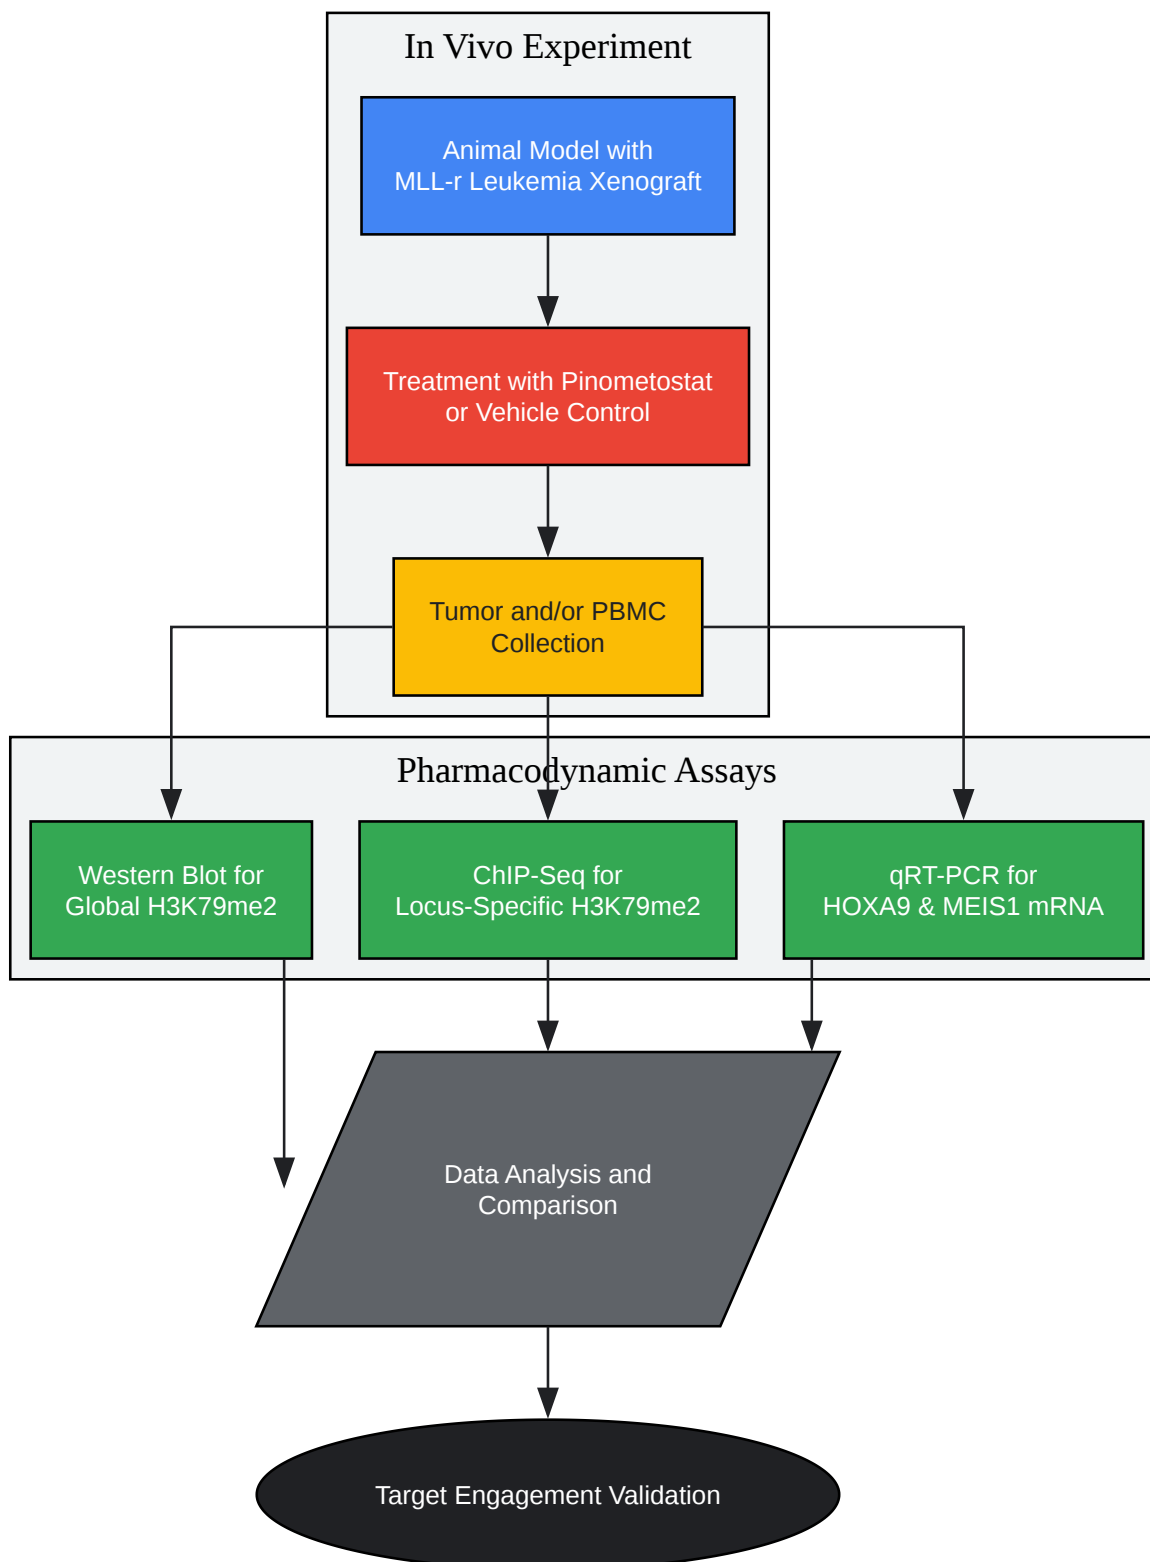 In Vivo Experiment
Animal Model with
MLL-r Leukemia Xenograft
Treatment with Pinometostat
or Vehicle Control
Tumor and/or PBMC
Collection
Pharmacodynamic Assays
Western Blot for
Global H3K79me2
ChIP-Seq for
Locus-Specific H3K79me2
qRT-PCR for
HOXA9 & MEIS1 mRNA
Data Analysis and
Comparison
Target Engagement Validation